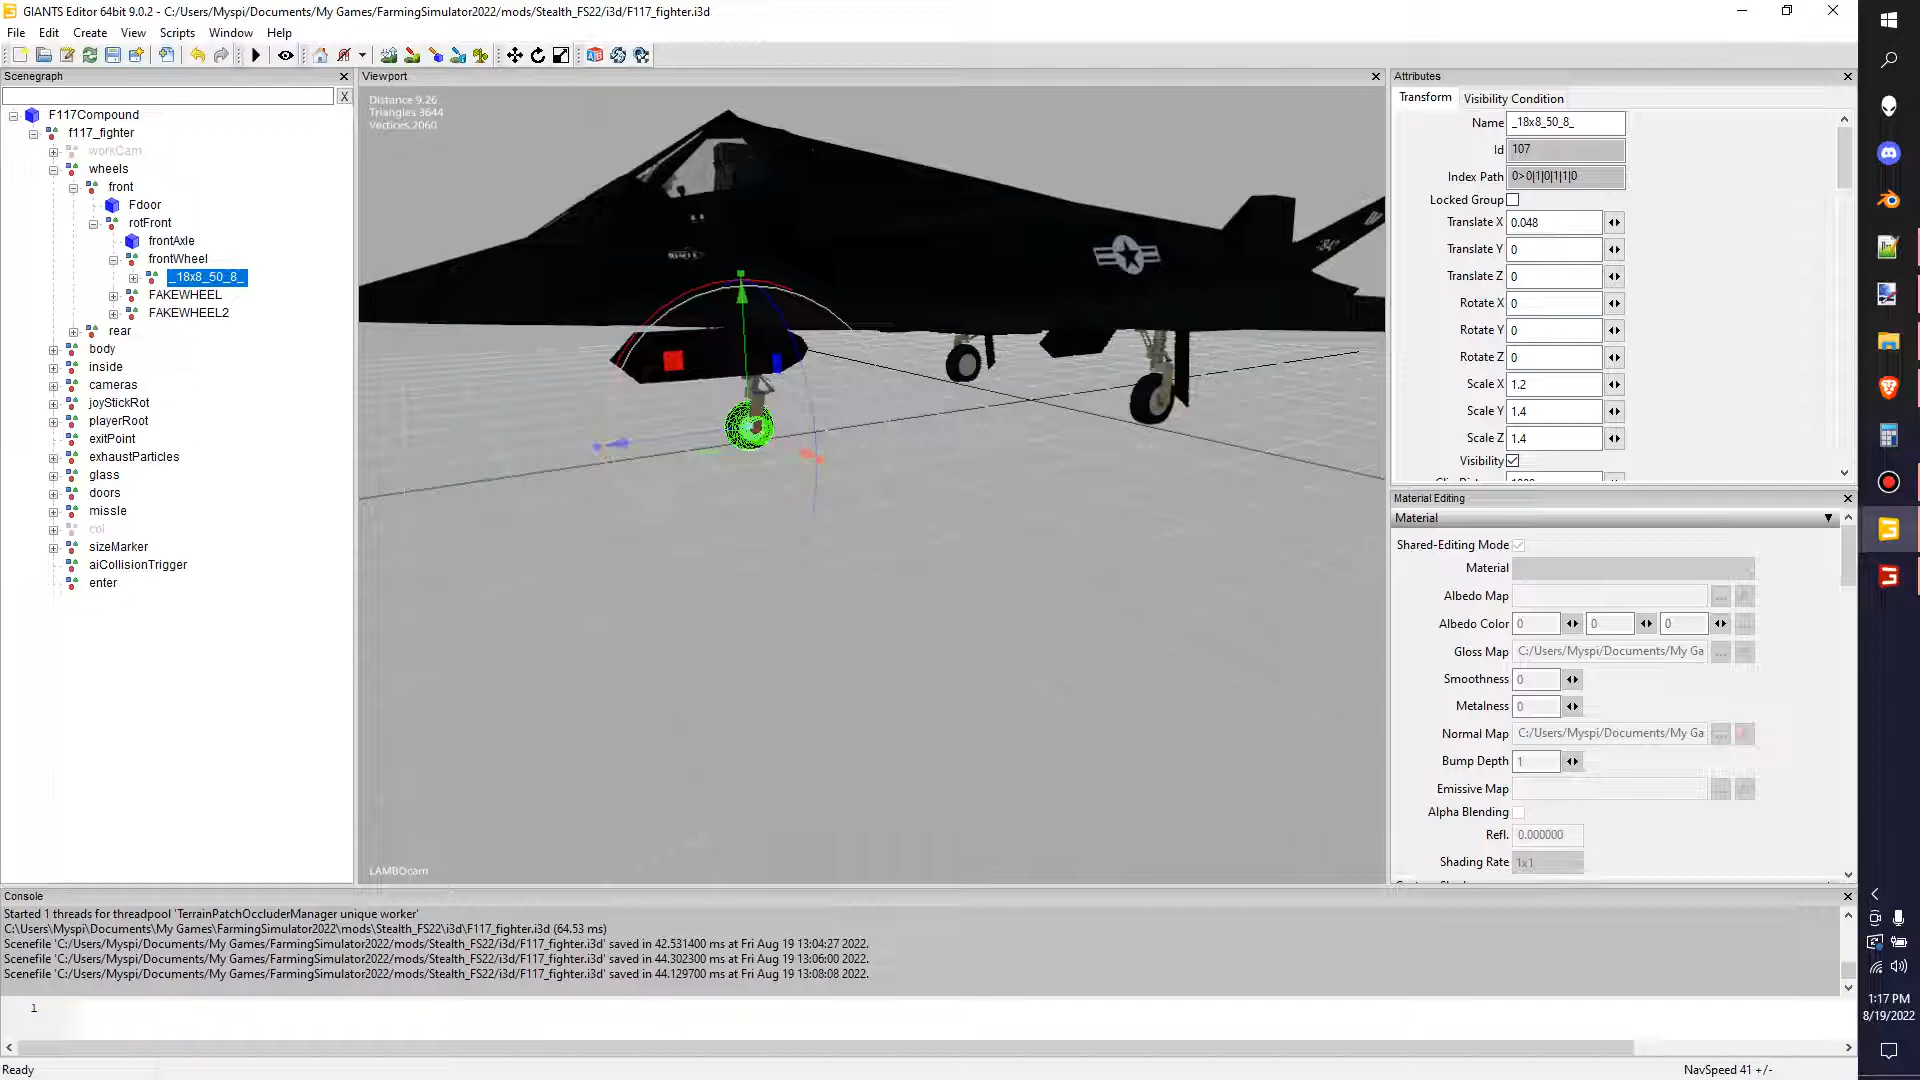 GIANTS Editor 64bit 9.0.2 - C:/Users/Myspi/Documents/My Games/FarmingSimulator2022/mods/Stealth_FS22/i3d/F117_fighter.i3d
File Edit Create View Scripts Window Help
Scenegraph
X
F117Compound
f117_fighter
workCam
wheels
front
Fdoor
rotFront
frontAxle
frontWheel
_18x8_50_8_
FAKEWHEEL
FAKEWHEEL2
rear
body
inside
cameras
joyStickRot
playerRoot
exitPoint
exhaustParticles
glass
doors
missle
col
sizeMarker
aiCollisionTrigger
enter
Viewport
Distance 9.26
Triangles 3644
Vertices 2060
LAMBOcam
Attributes
Transform Visibility Condition
Name _18x8_50_8_
Id 107
Index Path 0>0|1|0|1|1|0
Locked Group
Translate X 0.048
Translate Y 0
Translate Z 0
Rotate X 0
Rotate Y 0
Rotate Z 0
Scale X 1.2
Scale Y 1.4
Scale Z 1.4
Visibility
Material Editing
Material
Shared-Editing Mode
Material
Albedo Map ...
Albedo Color 0 0 0 ...
Gloss Map C:/Users/Myspi/Documents/My Ga ...
Smoothness 0
Metalness 0
Normal Map C:/Users/Myspi/Documents/My Ga ...
Bump Depth 1
Emissive Map ...
Alpha Blending
Refl. 0.000000
Shading Rate 1x1
Console
Started 1 threads for threadpool 'TerrainPatchOccluderManager unique worker'
C:\Users\Myspi\Documents\My Games\FarmingSimulator2022\mods\Stealth_FS22\i3d\F117_fighter.i3d (64.53 ms)
Scenefile 'C:/Users/Myspi/Documents/My Games/FarmingSimulator2022/mods/Stealth_FS22/i3d/F117_fighter.i3d' saved in 42.531400 ms at Fri Aug 19 13:04:27 2022.
Scenefile 'C:/Users/Myspi/Documents/My Games/FarmingSimulator2022/mods/Stealth_FS22/i3d/F117_fighter.i3d' saved in 44.302300 ms at Fri Aug 19 13:06:00 2022.
Scenefile 'C:/Users/Myspi/Documents/My Games/FarmingSimulator2022/mods/Stealth_FS22/i3d/F117_fighter.i3d' saved in 44.129700 ms at Fri Aug 19 13:08:08 2022.
1
Ready
NavSpeed 41 +/-
1:17 PM
8/19/2022